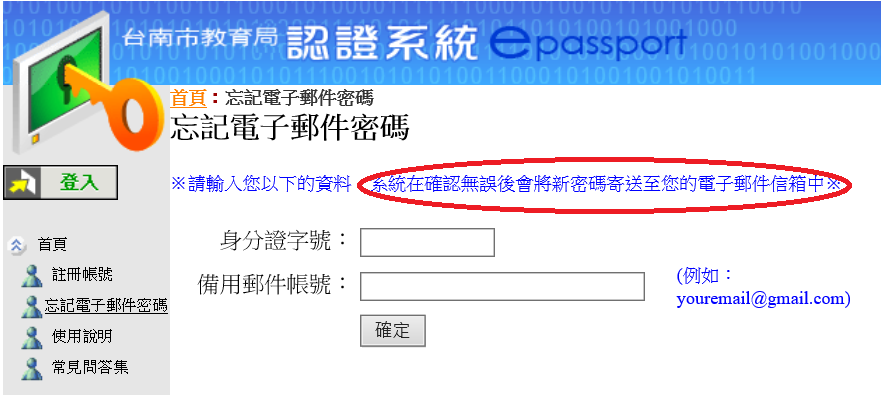 台南市教育局 認證系統 epassport
首頁：忘記電子郵件密碼
忘記電子郵件密碼
登入
※請輸入您以下的資料 系統在確認無誤後會將新密碼寄送至您的電子郵件信箱中※
首頁
註冊帳號
忘記電子郵件密碼
使用說明
常見問答集
身分證字號：
備用郵件帳號：
(例如：
youremail@gmail.com)
確定